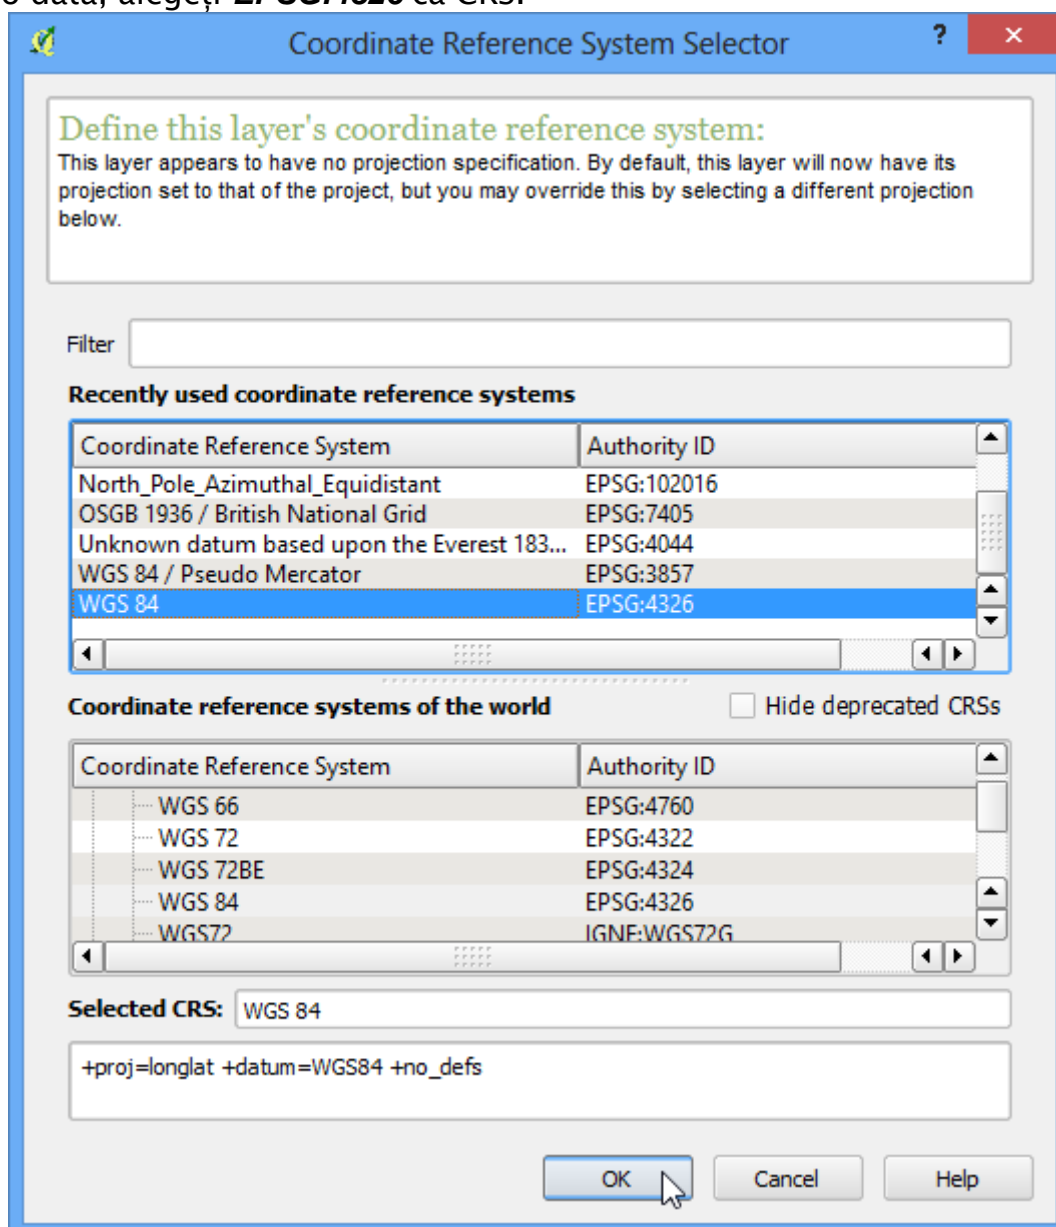 o dată, alegeți EPSG:4326 ca CRS.
Coordinate Reference System Selector ? ×
Define this layer's coordinate reference system:
This layer appears to have no projection specification. By default, this layer will now have its
projection set to that of the project, but you may override this by selecting a different projection
below.
Filter
Recently used coordinate reference systems
Coordinate Reference System Authority ID
North_Pole_Azimuthal_Equidistant EPSG:102016
OSGB 1936 / British National Grid EPSG:7405
Unknown datum based upon the Everest 183... EPSG:4044
WGS 84 / Pseudo Mercator EPSG:3857
WGS 84 EPSG:4326
Coordinate reference systems of the world Hide deprecated CRSs
Coordinate Reference System Authority ID
WGS 66 EPSG:4760
WGS 72 EPSG:4322
WGS 72BE EPSG:4324
WGS 84 EPSG:4326
WGS72 IGNF:WGS72G
Selected CRS: WGS 84
+proj=longlat +datum=WGS84 +no_defs
OK Cancel Help